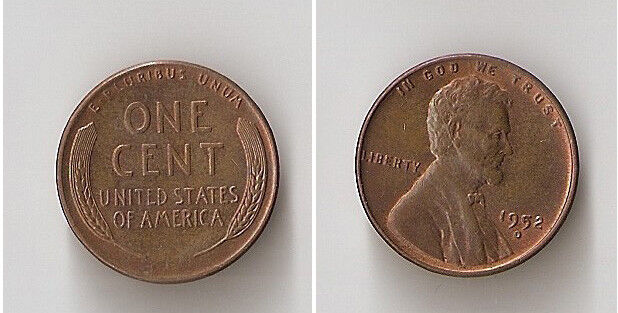 E PLURIBUS UNUM
ONE
CENT
UNITED STATES
OF AMERICA
IN GOD WE TRUST
LIBERTY
1952
D